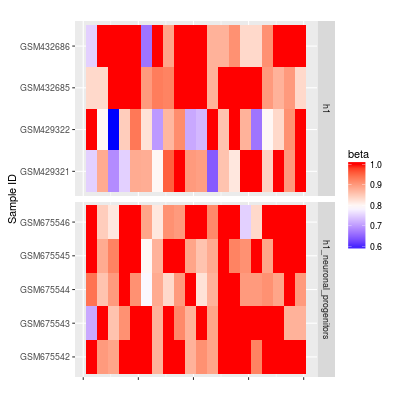 GSM432686
GSM432685
GSM429322
GSM429321
GSM675546
GSM675545
GSM675544
GSM675543
GSM675542
Sample ID
h1
h1_neuronal_progenitors
beta
1.0
0.9
0.8
0.7
0.6